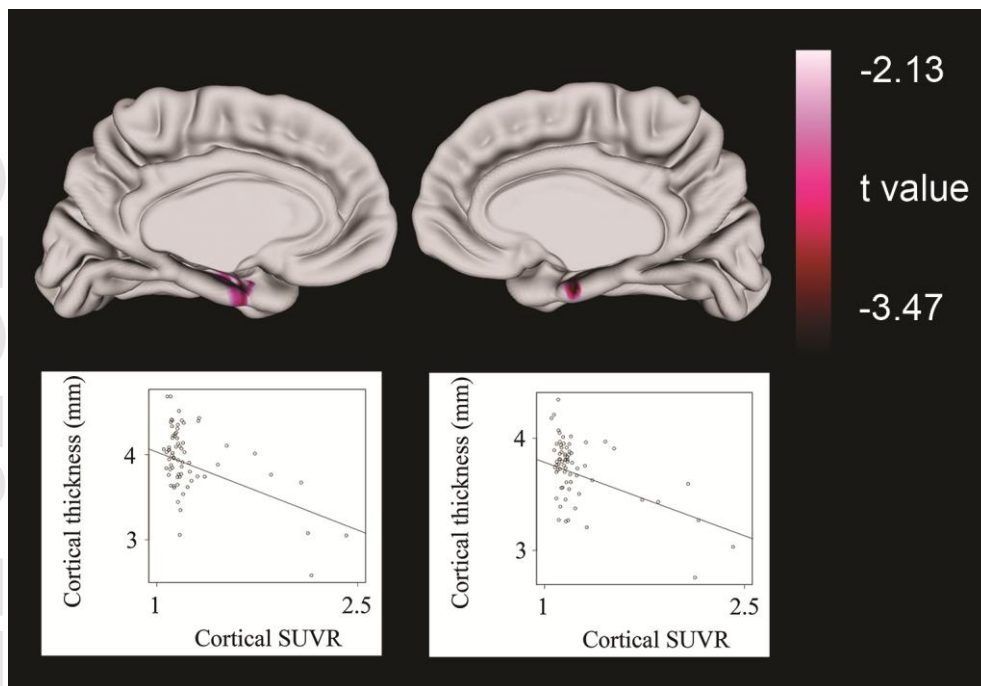 -2.13
t value
-3.47
Cortical thickness (mm)
4
3
1
2.5
Cortical SUVR
Cortical thickness (mm)
4
3
1
2.5
Cortical SUVR